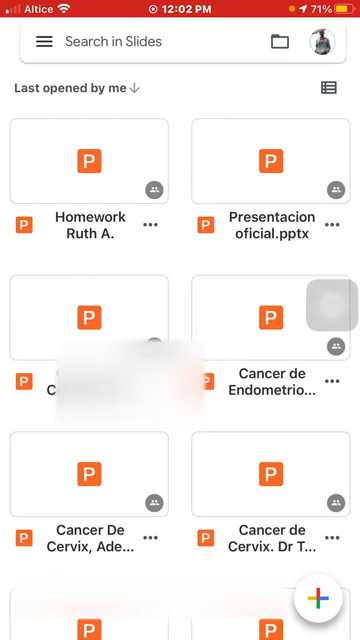 Altice
12:02 PM
71%
Search in Slides
Last opened by me
P
P
P Homework
Ruth A.
P Presentacion
oficial.pptx
P
P
P
Cancer de
Endometrio...
P
P
P Cancer De
Cervix, Ade...
P Cancer de
Cervix. Dr T...
P
P